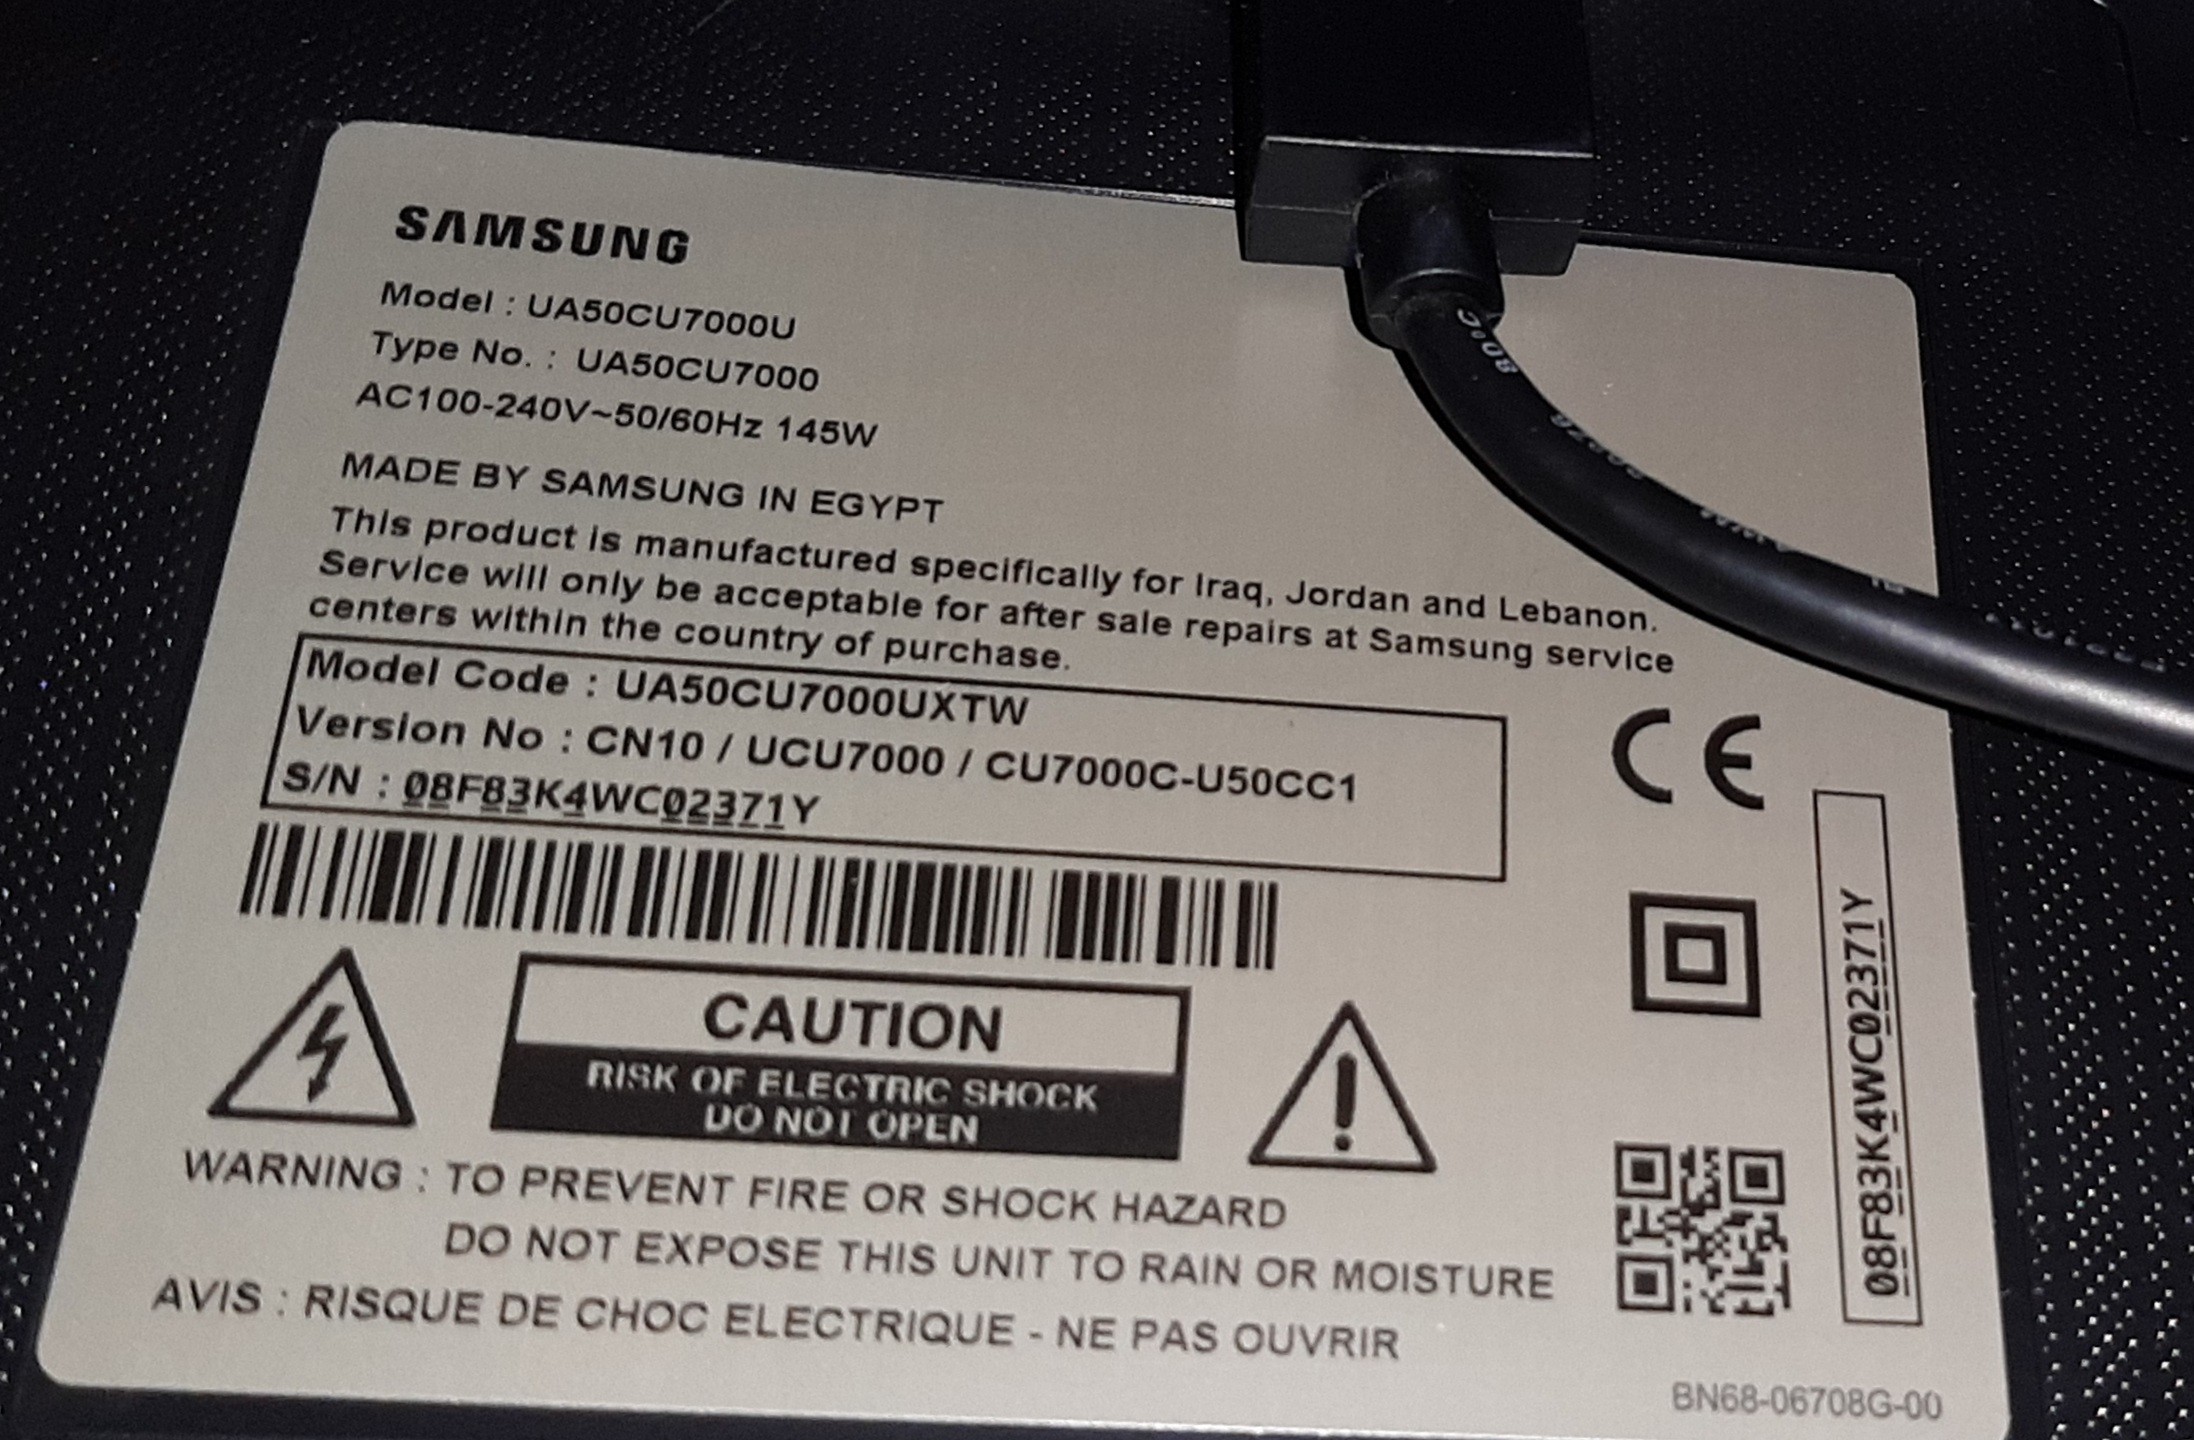 SAMSUNG
Model : UA50CU7000U
Type No. : UA50CU7000
AC100-240V~50/60Hz 145W
MADE BY SAMSUNG IN EGYPT
This product is manufactured specifically for Iraq, Jordan and Lebanon.
Service will only be acceptable for after sale repairs at Samsung service
centers within the country of purchase.
Model Code : UA50CU7000UXTW
Version No : CN10 / UCU7000 / CU7000C-U50CC1
S/N : 08F83K4WC02371Y
CE
08F83K4WC02371Y
CAUTION
RISK OF ELECTRIC SHOCK
DO NOT OPEN
WARNING : TO PREVENT FIRE OR SHOCK HAZARD
DO NOT EXPOSE THIS UNIT TO RAIN OR MOISTURE
AVIS : RISQUE DE CHOC ELECTRIQUE - NE PAS OUVRIR
BN68-06708G-00
80°C